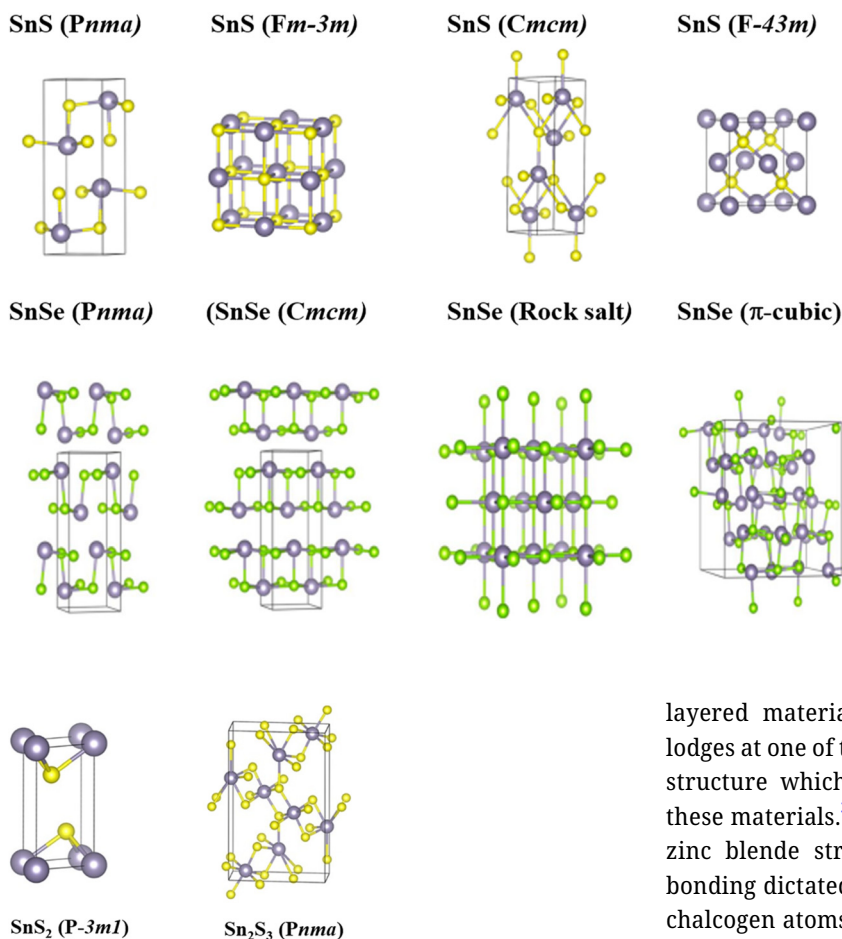 SnS (Pnma)
SnS (Fm-3m)
SnS (Cmcm)
SnS (F-43m)
SnSe (Pnma)
(SnSe (Cmcm)
SnSe (Rock salt)
SnSe (π-cubic)
SnS₂ (P-3m1)
Sn₂S₃ (Pnma)
layered materia
lodges at one of t
structure which
these materials.
zinc blende str
bonding dictated
chalcogen atoms